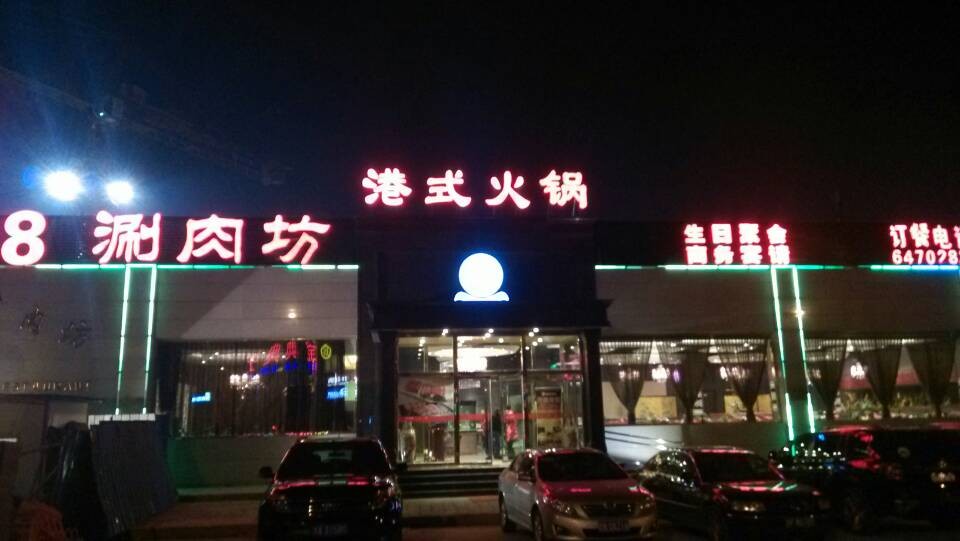 港式火锅
8 涮肉坊
生日聚会
商务宴请
订餐电
647028